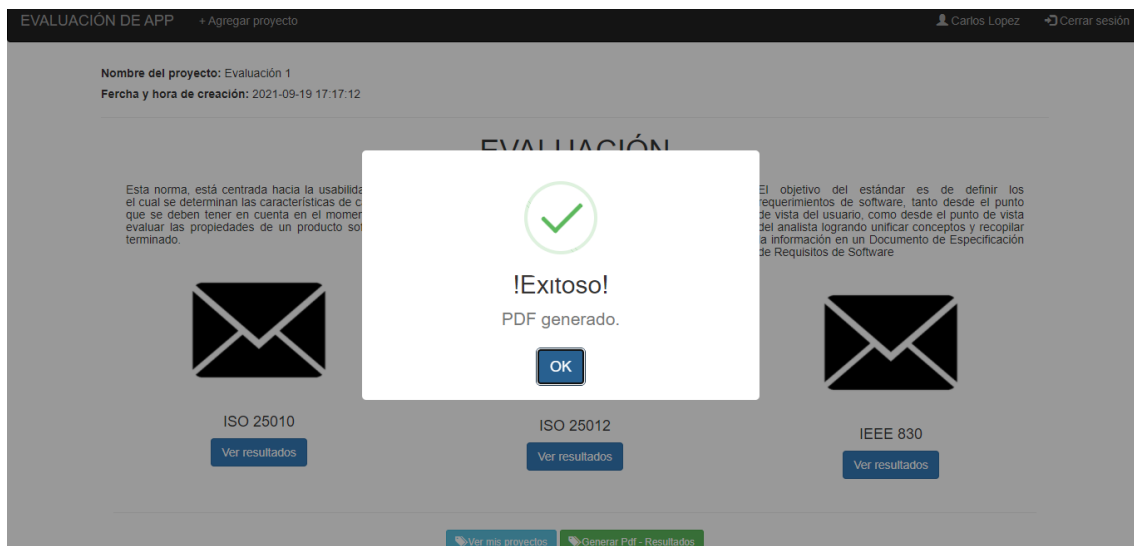 EVALUACIÓN DE APP + Agregar proyecto Carlos Lopez Cerrar sesión
Nombre del proyecto: Evaluación 1
Fercha y hora de creación: 2021-09-19 17:17:12
EVALUACIÓN
Esta norma, está centrada hacia la usabilida
el cual se determinan las características de c
que se deben tener en cuenta en el momer
evaluar las propiedades de un producto sof
terminado.
El objetivo del estándar es de definir los
requerimientos de software, tanto desde el punto
de vista del usuario, como desde el punto de vista
del analista logrando unificar conceptos y recopilar
la información en un Documento de Especificación
de Requisitos de Software
!Exitoso!
PDF generado.
OK
ISO 25010
Ver resultados
ISO 25012
Ver resultados
IEEE 830
Ver resultados
Ver mis proyectos
Generar Pdf - Resultados